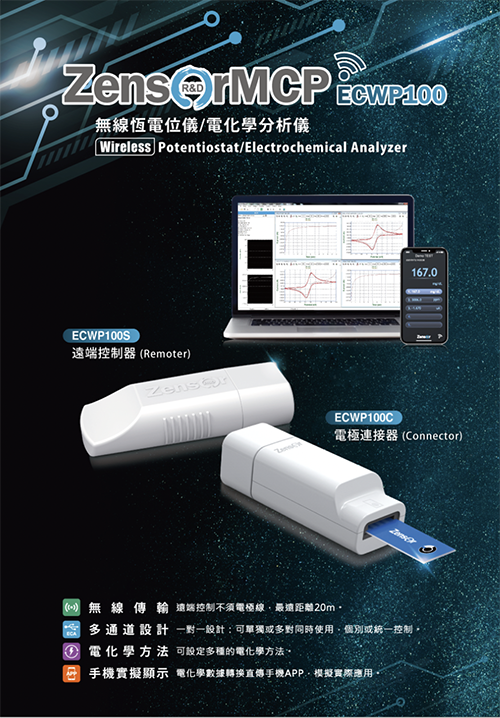 ZensorMCP ECWP100
R&D
無線恆電位儀/電化學分析儀
Wireless Potentiostat/Electrochemical Analyzer
167.0
ECWP100S
遠端控制器 (Remoter)
Zensor
ECWP100C
電極連接器 (Connector)
Zensor
Zensor
無線傳輸 遠端控制不須電極線,最遠距離20m。
多通道設計 一對一設計:可單獨或多對同時使用,個別或統一控制。
電化學方法 可設定多種的電化學方法。
手機實擬顯示 電化學數據轉換直傳手機APP,模擬實際應用。